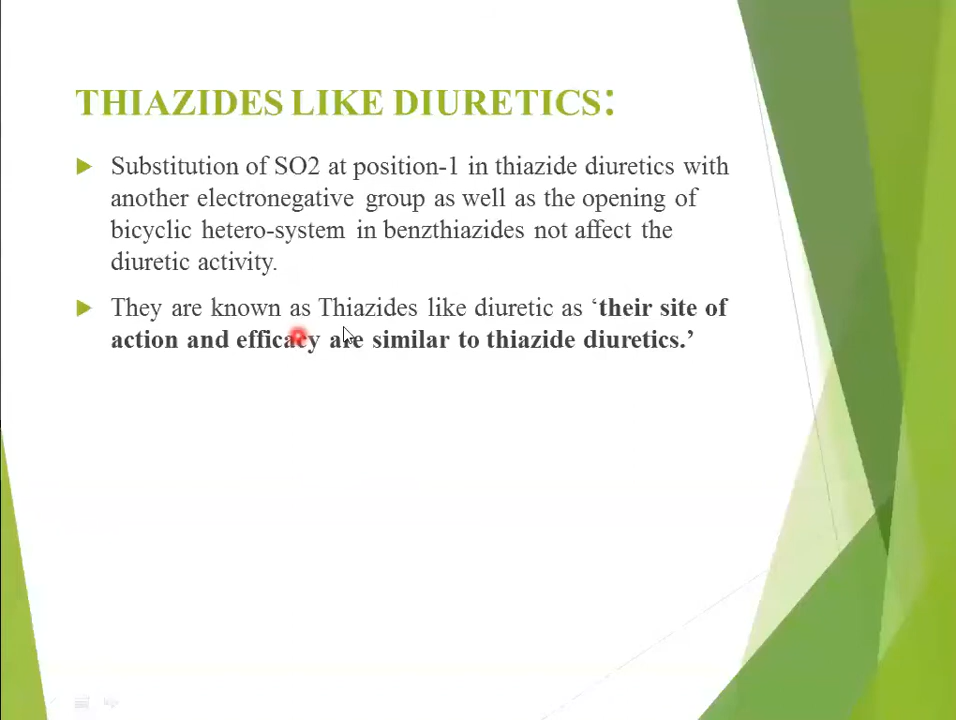 THIAZIDES LIKE DIURETICS:
Substitution of SO2 at position-1 in thiazide diuretics with
another electronegative group as well as the opening of
bicyclic hetero-system in benzthiazides not affect the
diuretic activity.
They are known as Thiazides like diuretic as ‘their site of
action and efficacy are similar to thiazide diuretics.’